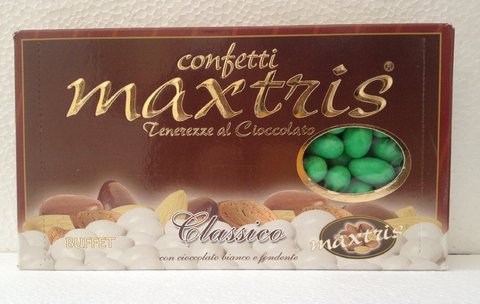 confetti
maxtris®
Tenerezze al Cioccolato
Classico
BUFFET
maxtris
con cioccolato bianco e fondente